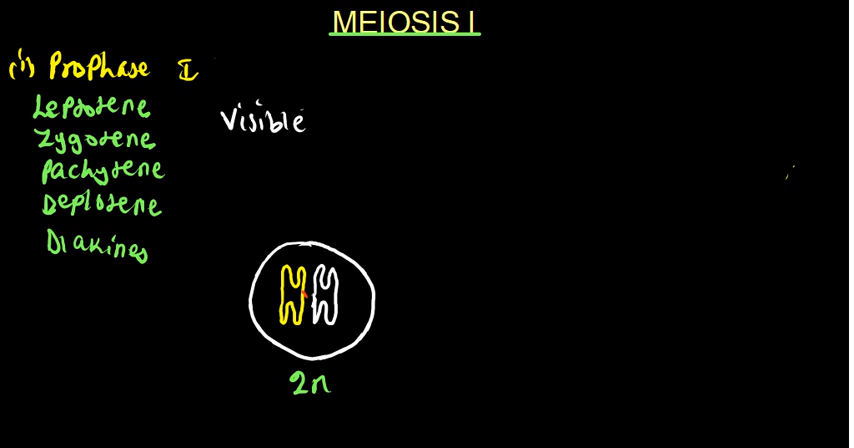 MEIOSIS I
(i) Prophase I
Leptotene
Visible
Zygotene
Pachytene
Deplotene
Diakines
2n